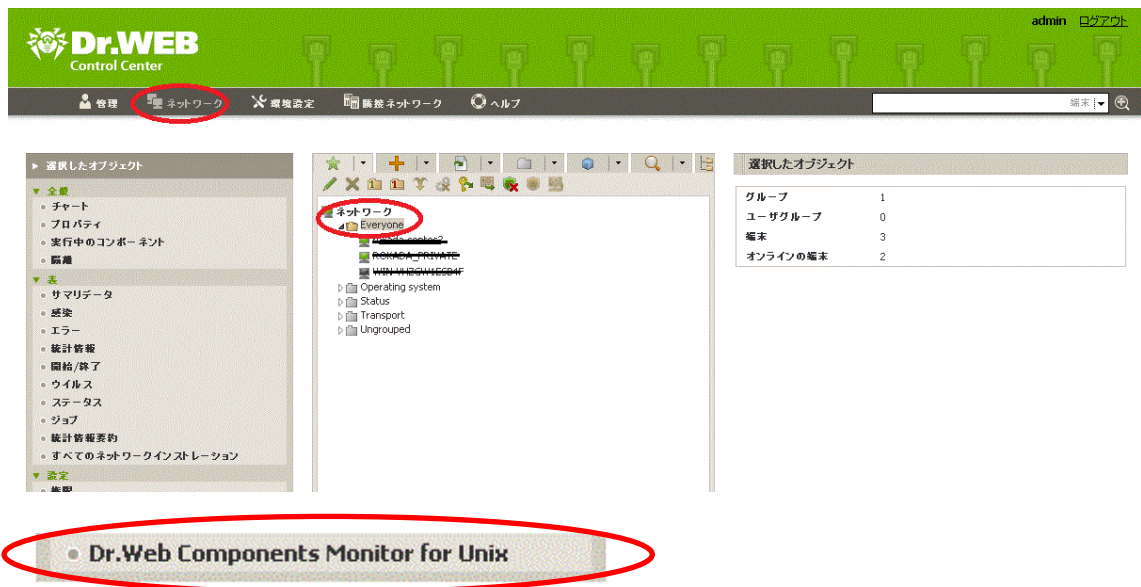 admin ログアウト
Dr.WEB
Control Center
管理 ネットワーク 環境設定 隣接ネットワーク ヘルプ 端末
選択したオブジェクト
全般
チャート
プロパティ
実行中のコンポーネント
隔離
表
サマリデータ
感染
エラー
統計情報
開始/終了
ウイルス
ステータス
ジョブ
統計情報要約
すべてのネットワークインストレーション
設定
権限
ネットワーク
Everyone
ROKADA_PRIVATE
Operating system
Status
Transport
Ungrouped
選択したオブジェクト
グループ 1
ユーザグループ 0
端末 3
オンラインの端末 2
Dr.Web Components Monitor for Unix